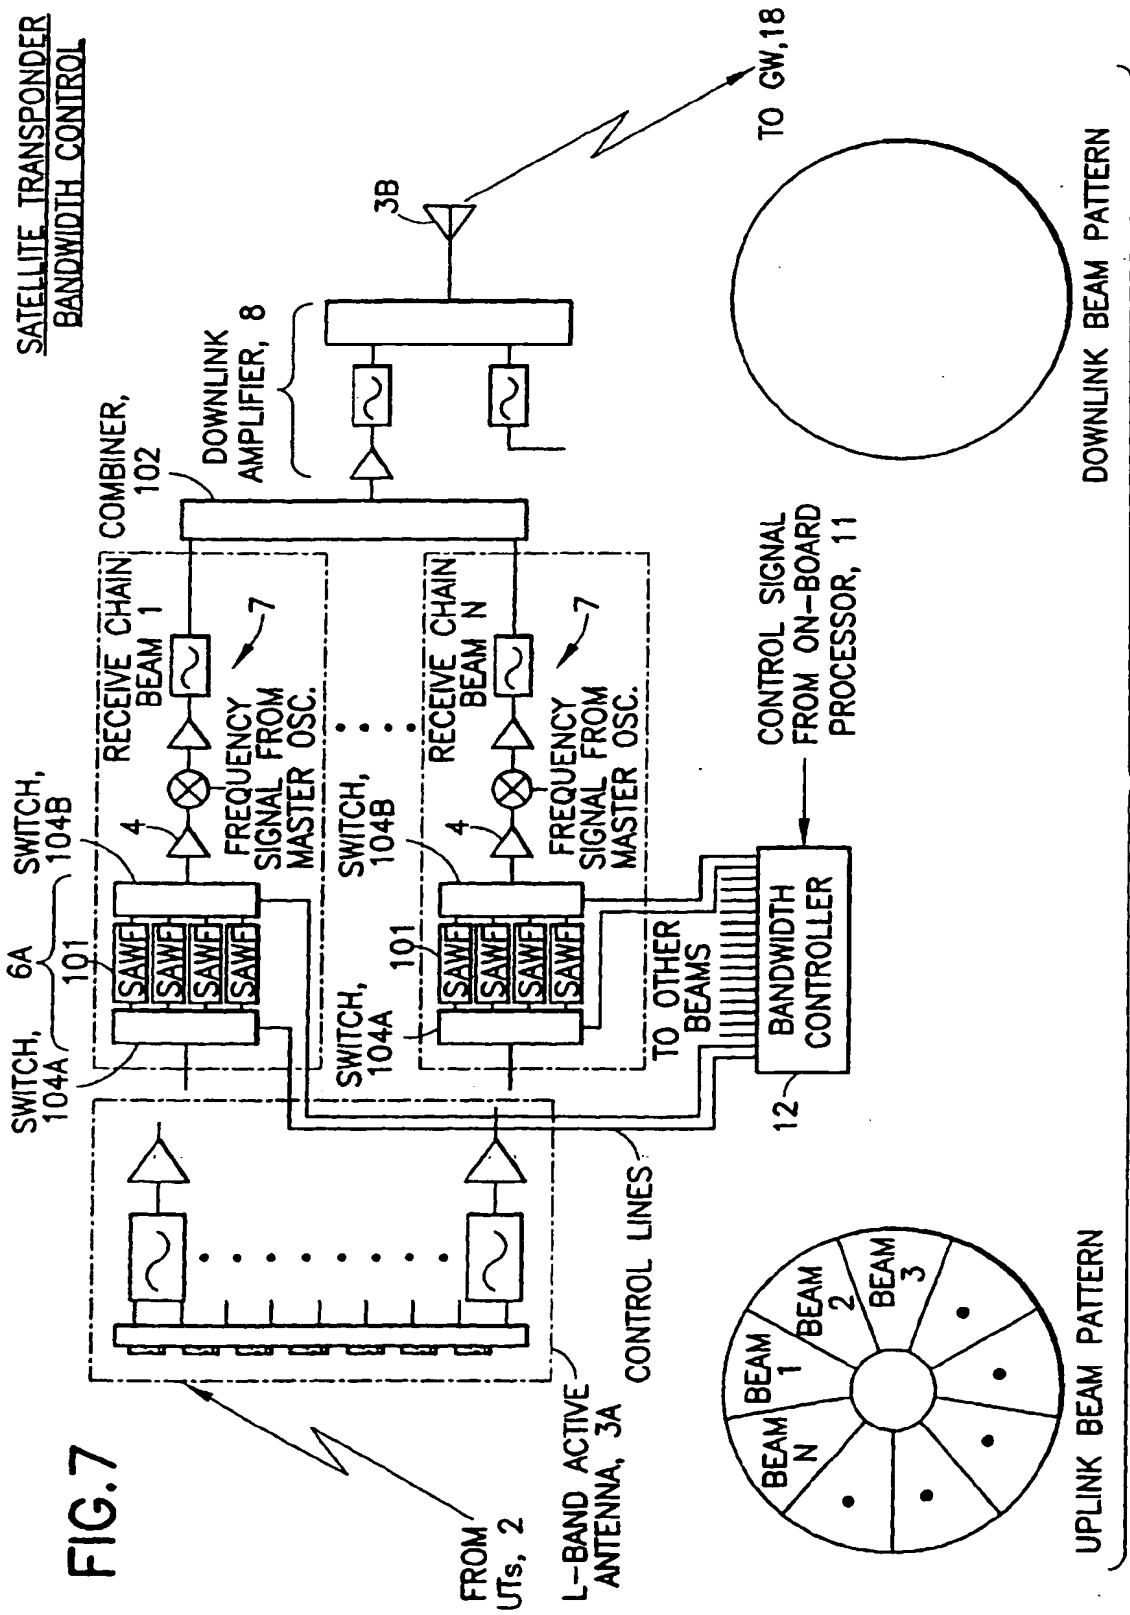 FIG.7
SATELLITE TRANSPONDER
BANDWIDTH CONTROL
SWITCH,
104A
6A
101
SWITCH,
104B
4
RECEIVE CHAIN
BEAM 1
FREQUENCY
SIGNAL FROM
MASTER OSC.
7
SAWF
SAWF
SAWF
SAWF
COMBINER,
102
DOWNLINK
AMPLIFIER, 8
3B
TO GW,18
FROM
UTs, 2
L-BAND ACTIVE
ANTENNA, 3A
CONTROL LINES
SWITCH,
104A
101
SWITCH,
104B
4
RECEIVE CHAIN
BEAM N
FREQUENCY
SIGNAL FROM
MASTER OSC.
7
SAWF
SAWF
SAWF
SAWF
TO OTHER
BEAMS
BANDWIDTH
CONTROLLER
12
CONTROL SIGNAL
FROM ON-BOARD
PROCESSOR, 11
BEAM
N
BEAM
1
BEAM
2
BEAM
3
UPLINK BEAM PATTERN
DOWNLINK BEAM PATTERN